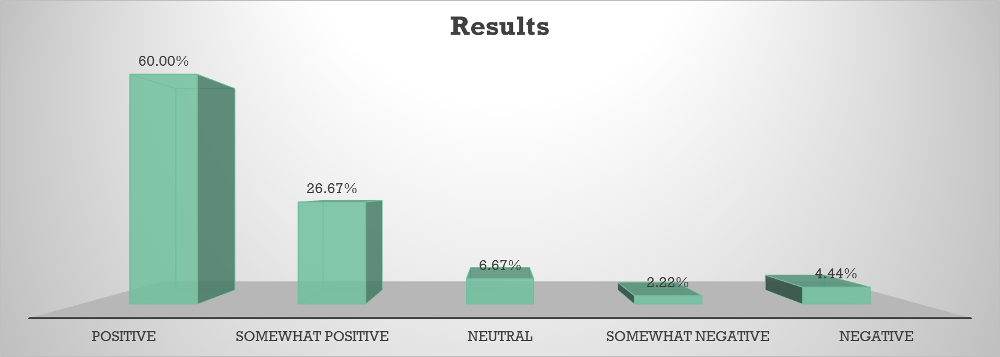 Results
60.00%
26.67%
6.67%
2.22%
4.44%
POSITIVE
SOMEWHAT POSITIVE
NEUTRAL
SOMEWHAT NEGATIVE
NEGATIVE